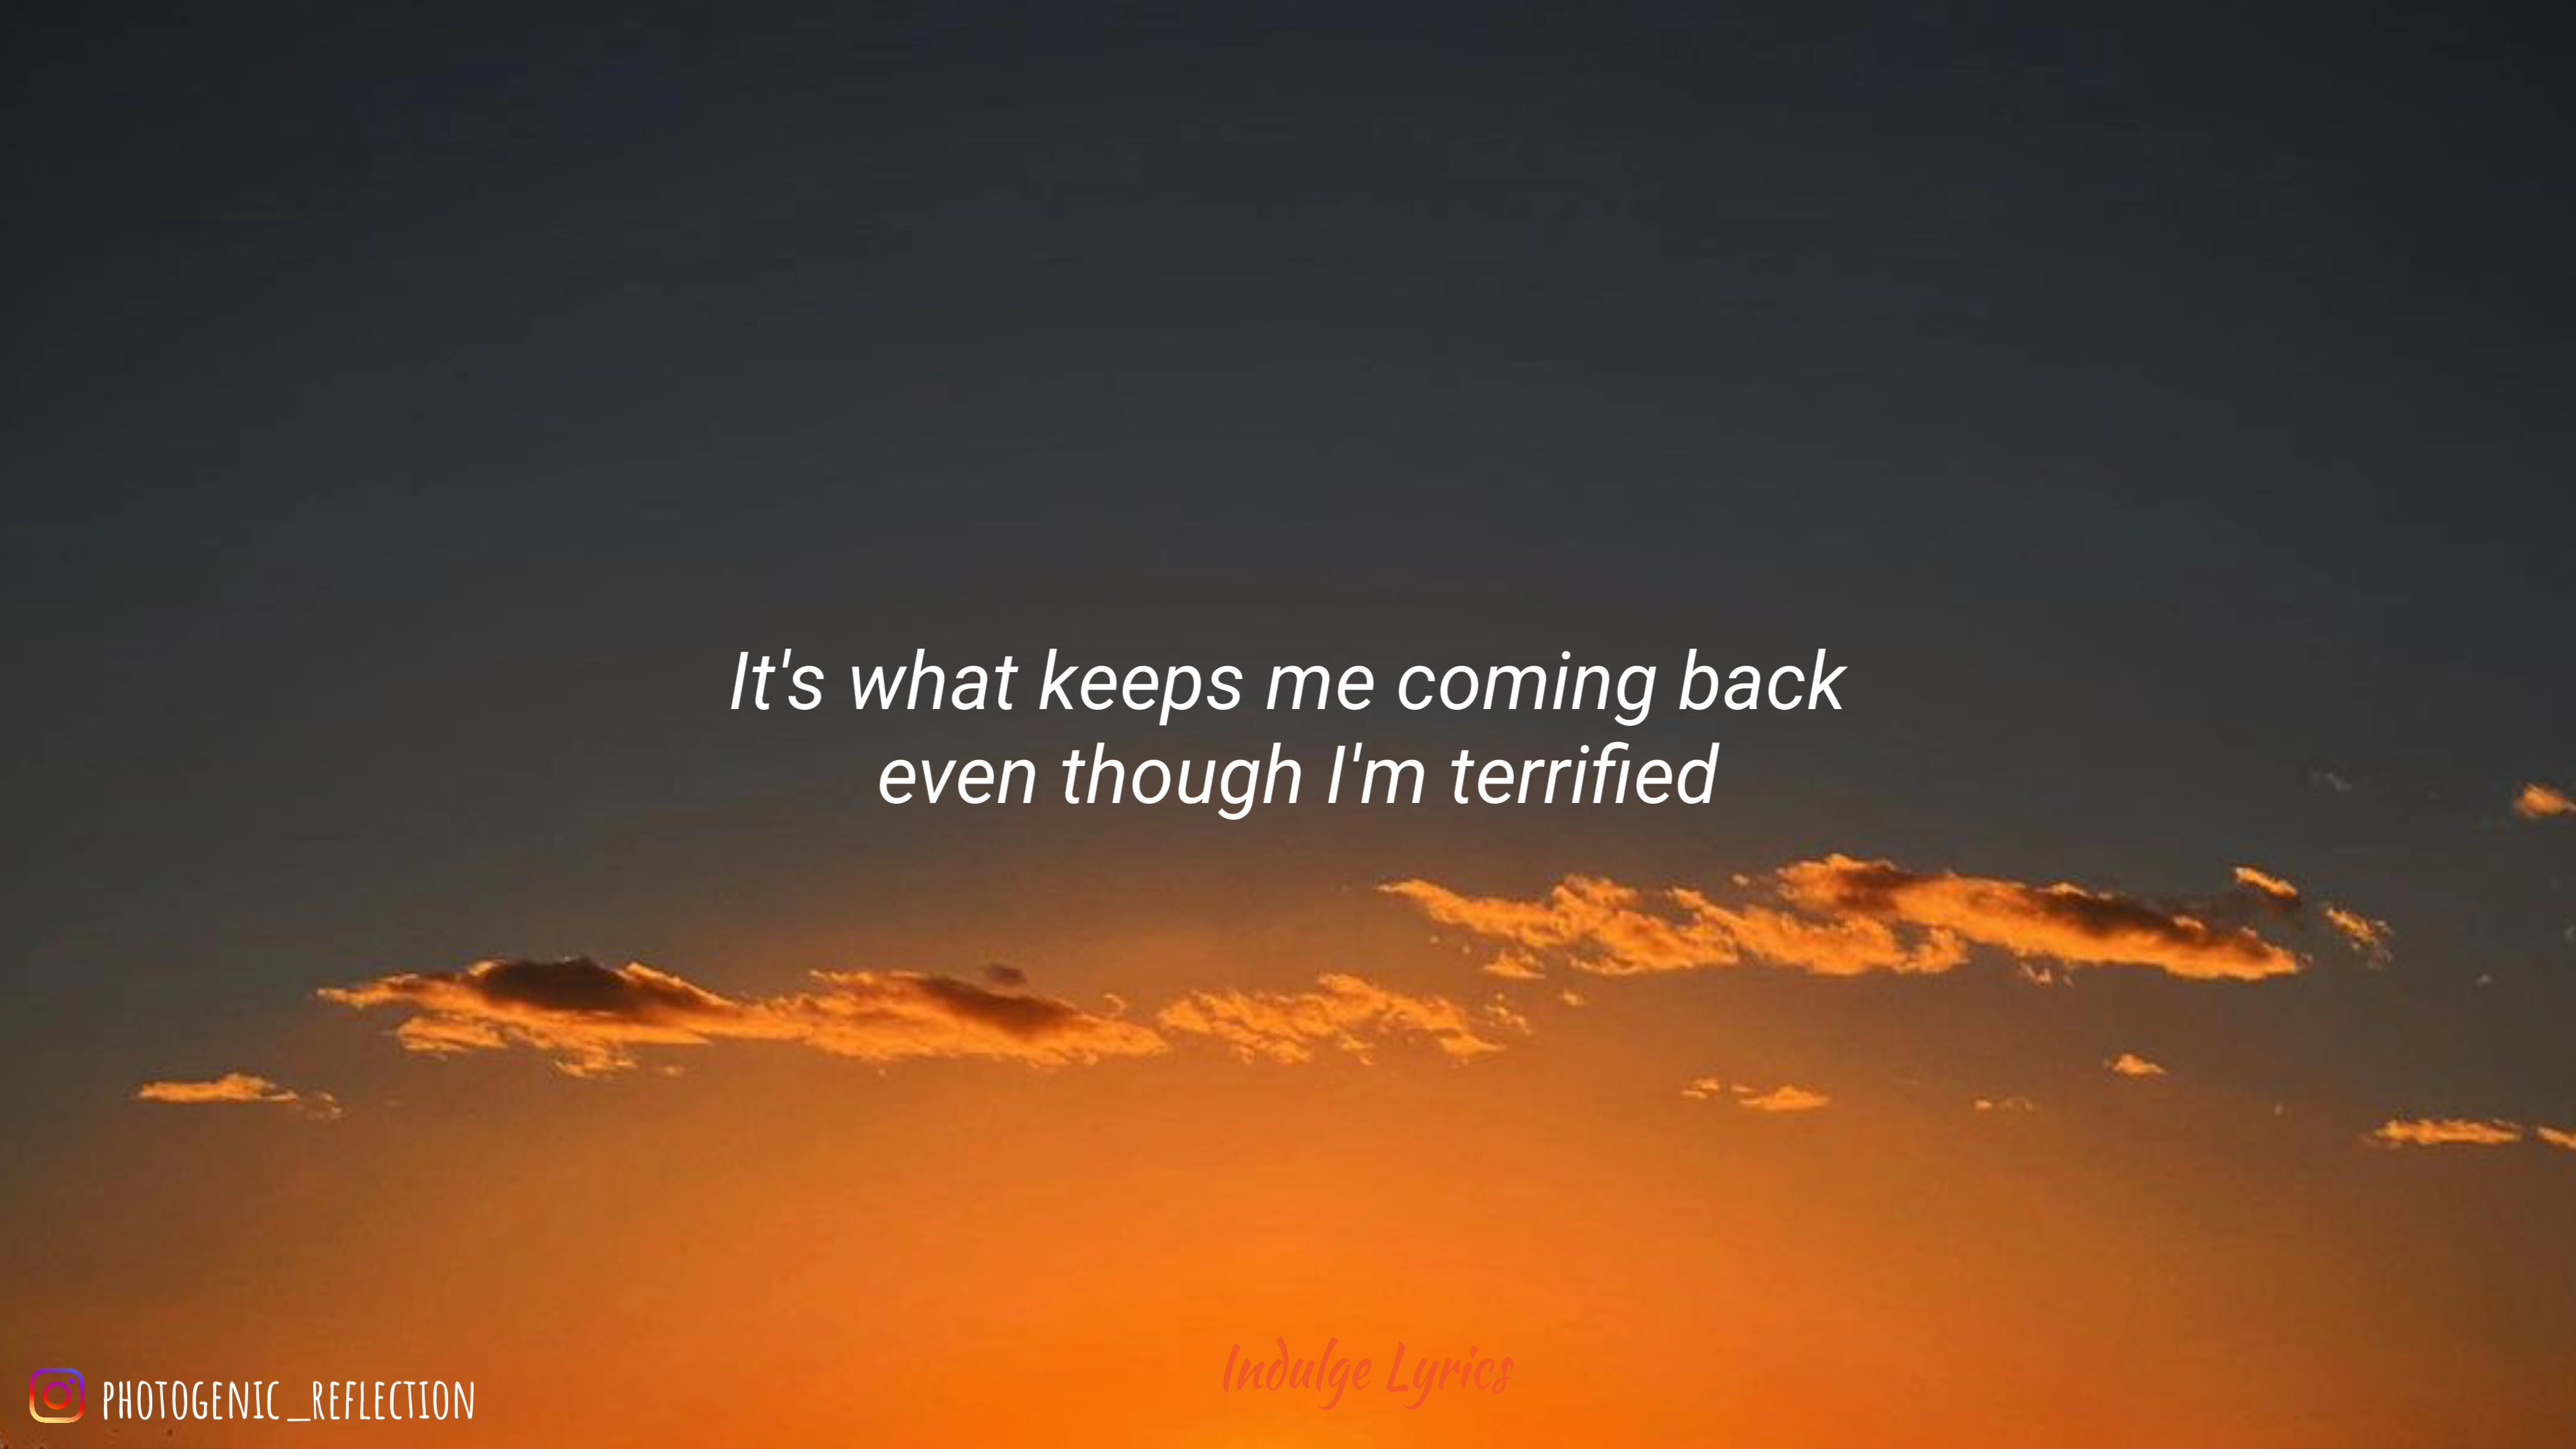 It's what keeps me coming back
even though I'm terrified
Indulge Lyrics
PHOTOGENIC_REFLECTION